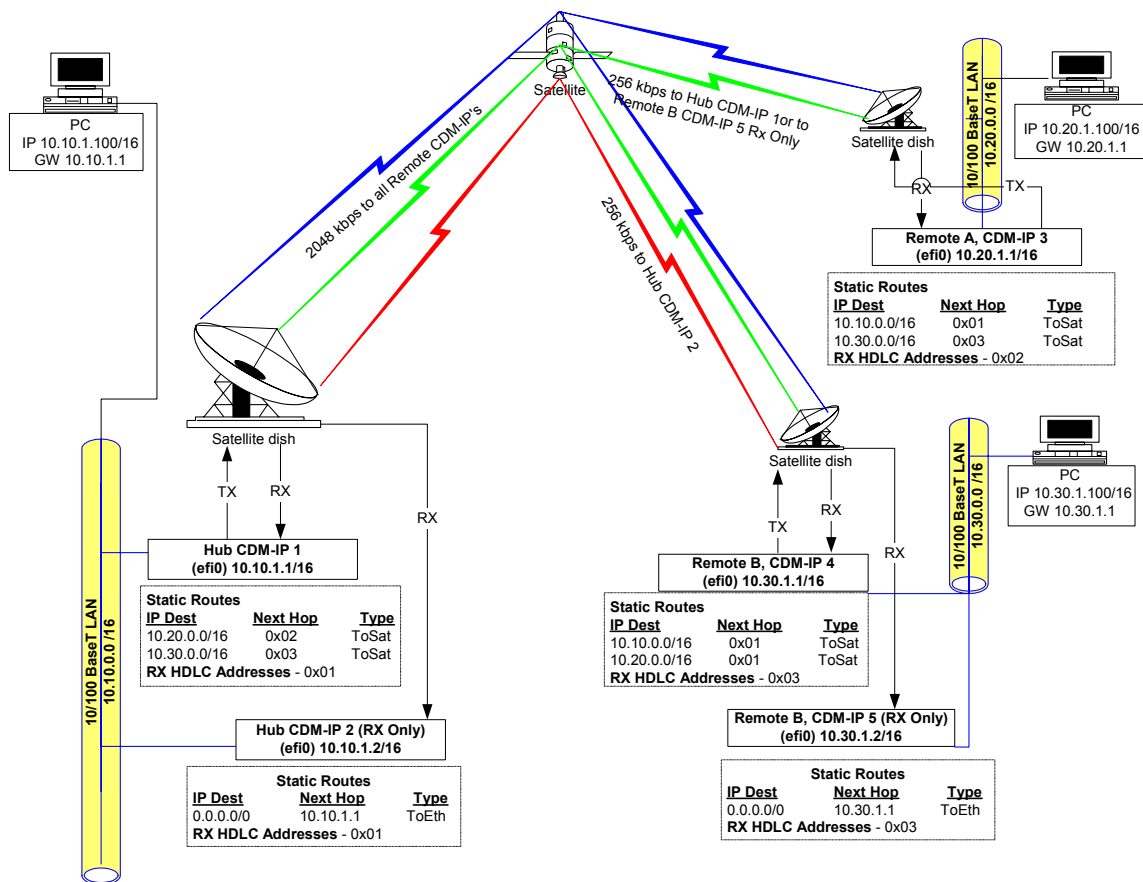 PC
IP 10.10.1.100/16
GW 10.10.1.1
Satellite
2048 kbps to all Remote CDM-IP's
256 kbps to Hub CDM-IP 1or to
Remote B CDM-IP 5 Rx Only
256 kbps to Hub CDM-IP 2
Satellite dish
RX
TX
10/100 BaseT LAN
10.20.0.0 /16
PC
IP 10.20.1.100/16
GW 10.20.1.1
Remote A, CDM-IP 3
(efi0) 10.20.1.1/16
Static Routes
IP Dest Next Hop Type
10.10.0.0/16 0x01 ToSat
10.30.0.0/16 0x03 ToSat
RX HDLC Addresses - 0x02
Satellite dish
TX
RX
RX
10/100 BaseT LAN
10.10.0.0 /16
Hub CDM-IP 1
(efi0) 10.10.1.1/16
Static Routes
IP Dest Next Hop Type
10.20.0.0/16 0x02 ToSat
10.30.0.0/16 0x03 ToSat
RX HDLC Addresses - 0x01
Hub CDM-IP 2 (RX Only)
(efi0) 10.10.1.2/16
Static Routes
IP Dest Next Hop Type
0.0.0.0/0 10.10.1.1 ToEth
RX HDLC Addresses - 0x01
Satellite dish
TX
RX
RX
10/100 BaseT LAN
10.30.0.0 /16
PC
IP 10.30.1.100/16
GW 10.30.1.1
Remote B, CDM-IP 4
(efi0) 10.30.1.1/16
Static Routes
IP Dest Next Hop Type
10.10.0.0/16 0x01 ToSat
10.20.0.0/16 0x01 ToSat
RX HDLC Addresses - 0x03
Remote B, CDM-IP 5 (RX Only)
(efi0) 10.30.1.2/16
Static Routes
IP Dest Next Hop Type
0.0.0.0/0 10.30.1.1 ToEth
RX HDLC Addresses - 0x03